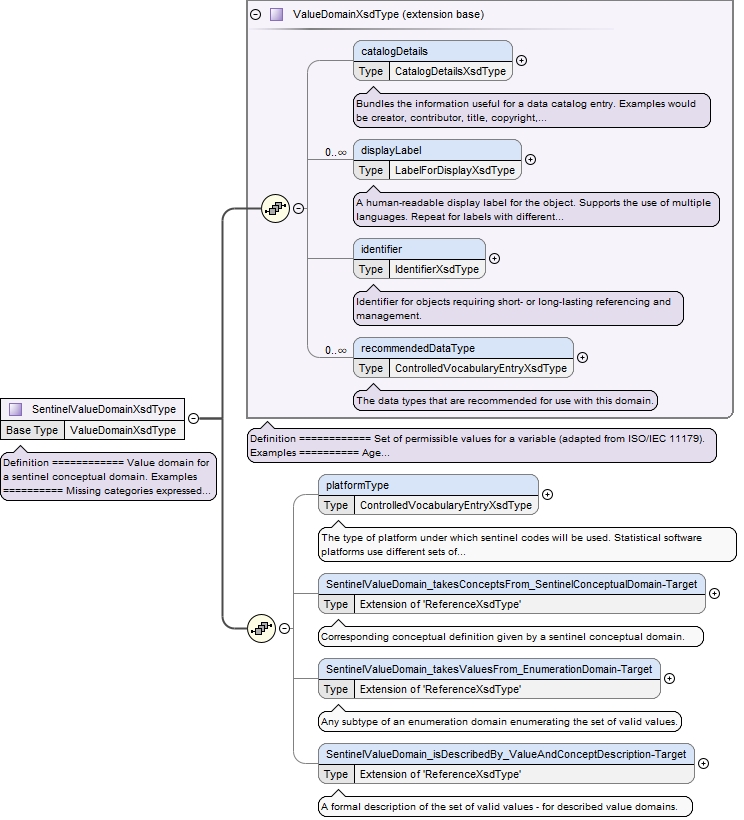 ValueDomainXsdType (extension base)
catalogDetails
Type CatalogDetailsXsdType
Bundles the information useful for a data catalog entry. Examples would
be creator, contributor, title, copyright,...
0..∞
displayLabel
Type LabelForDisplayXsdType
A human-readable display label for the object. Supports the use of multiple
languages. Repeat for labels with different...
identifier
Type IdentifierXsdType
Identifier for objects requiring short- or long-lasting referencing and
management.
0..∞
recommendedDataType
Type ControlledVocabularyEntryXsdType
The data types that are recommended for use with this domain.
SentinelValueDomainXsdType
Base Type ValueDomainXsdType
Definition ============ Value domain for
a sentinel conceptual domain. Examples
========== Missing categories expressed...
Definition ============ Set of permissible values for a variable (adapted from ISO/IEC 11179).
Examples ========== Age...
platformType
Type ControlledVocabularyEntryXsdType
The type of platform under which sentinel codes will be used. Statistical software
platforms use different sets of...
SentinelValueDomain_takesConceptsFrom_SentinelConceptualDomain-Target
Type Extension of 'ReferenceXsdType'
Corresponding conceptual definition given by a sentinel conceptual domain.
SentinelValueDomain_takesValuesFrom_EnumerationDomain-Target
Type Extension of 'ReferenceXsdType'
Any subtype of an enumeration domain enumerating the set of valid values.
SentinelValueDomain_isDescribedBy_ValueAndConceptDescription-Target
Type Extension of 'ReferenceXsdType'
A formal description of the set of valid values - for described value domains.